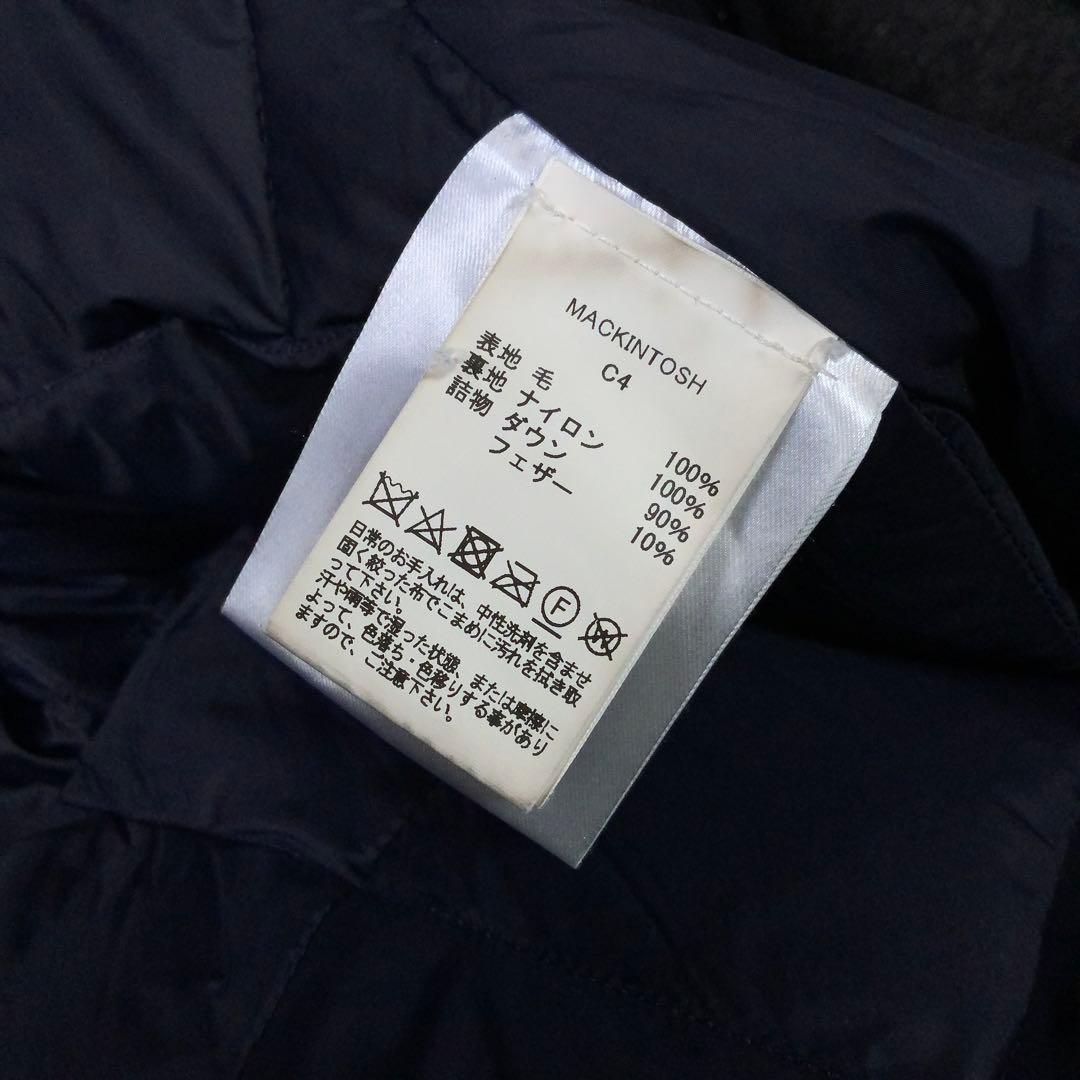 MACKINTOSH
C4
表地 毛 100%
裏地 ナイロン 100%
詰物 ダウン 90%
フェザー 10%
F
W
日常のお手入れは、中性洗剤を含ませ
固く絞った布でこまめに汚れを拭き取
って下さい。
汗や雨等で湿った状態、または摩擦に
よって、色落ち・色移りする事があり
ますので、ご注意下さい。